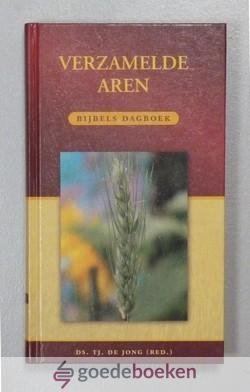 VERZAMELDE
AREN
BIJBELS DAGBOEK
DS. TJ. DE JONG (RED.)
goedeboeken